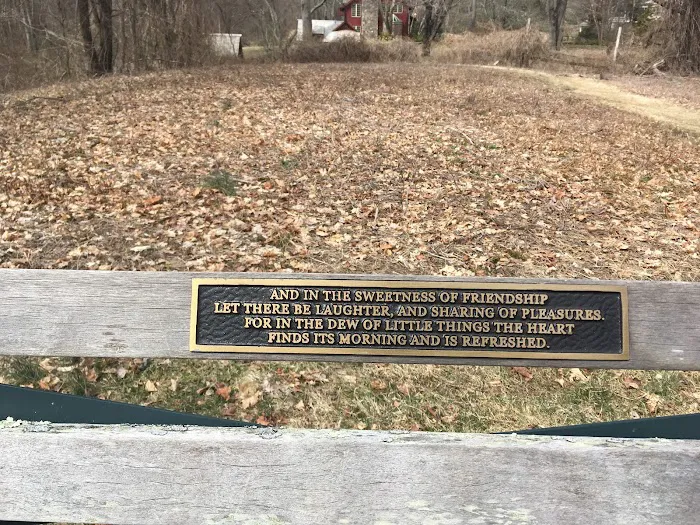 AND IN THE SWEETNESS OF FRIENDSHIP
LET THERE BE LAUGHTER, AND SHARING OF PLEASURES.
FOR IN THE DEW OF LITTLE THINGS THE HEART
FINDS ITS MORNING AND IS REFRESHED.